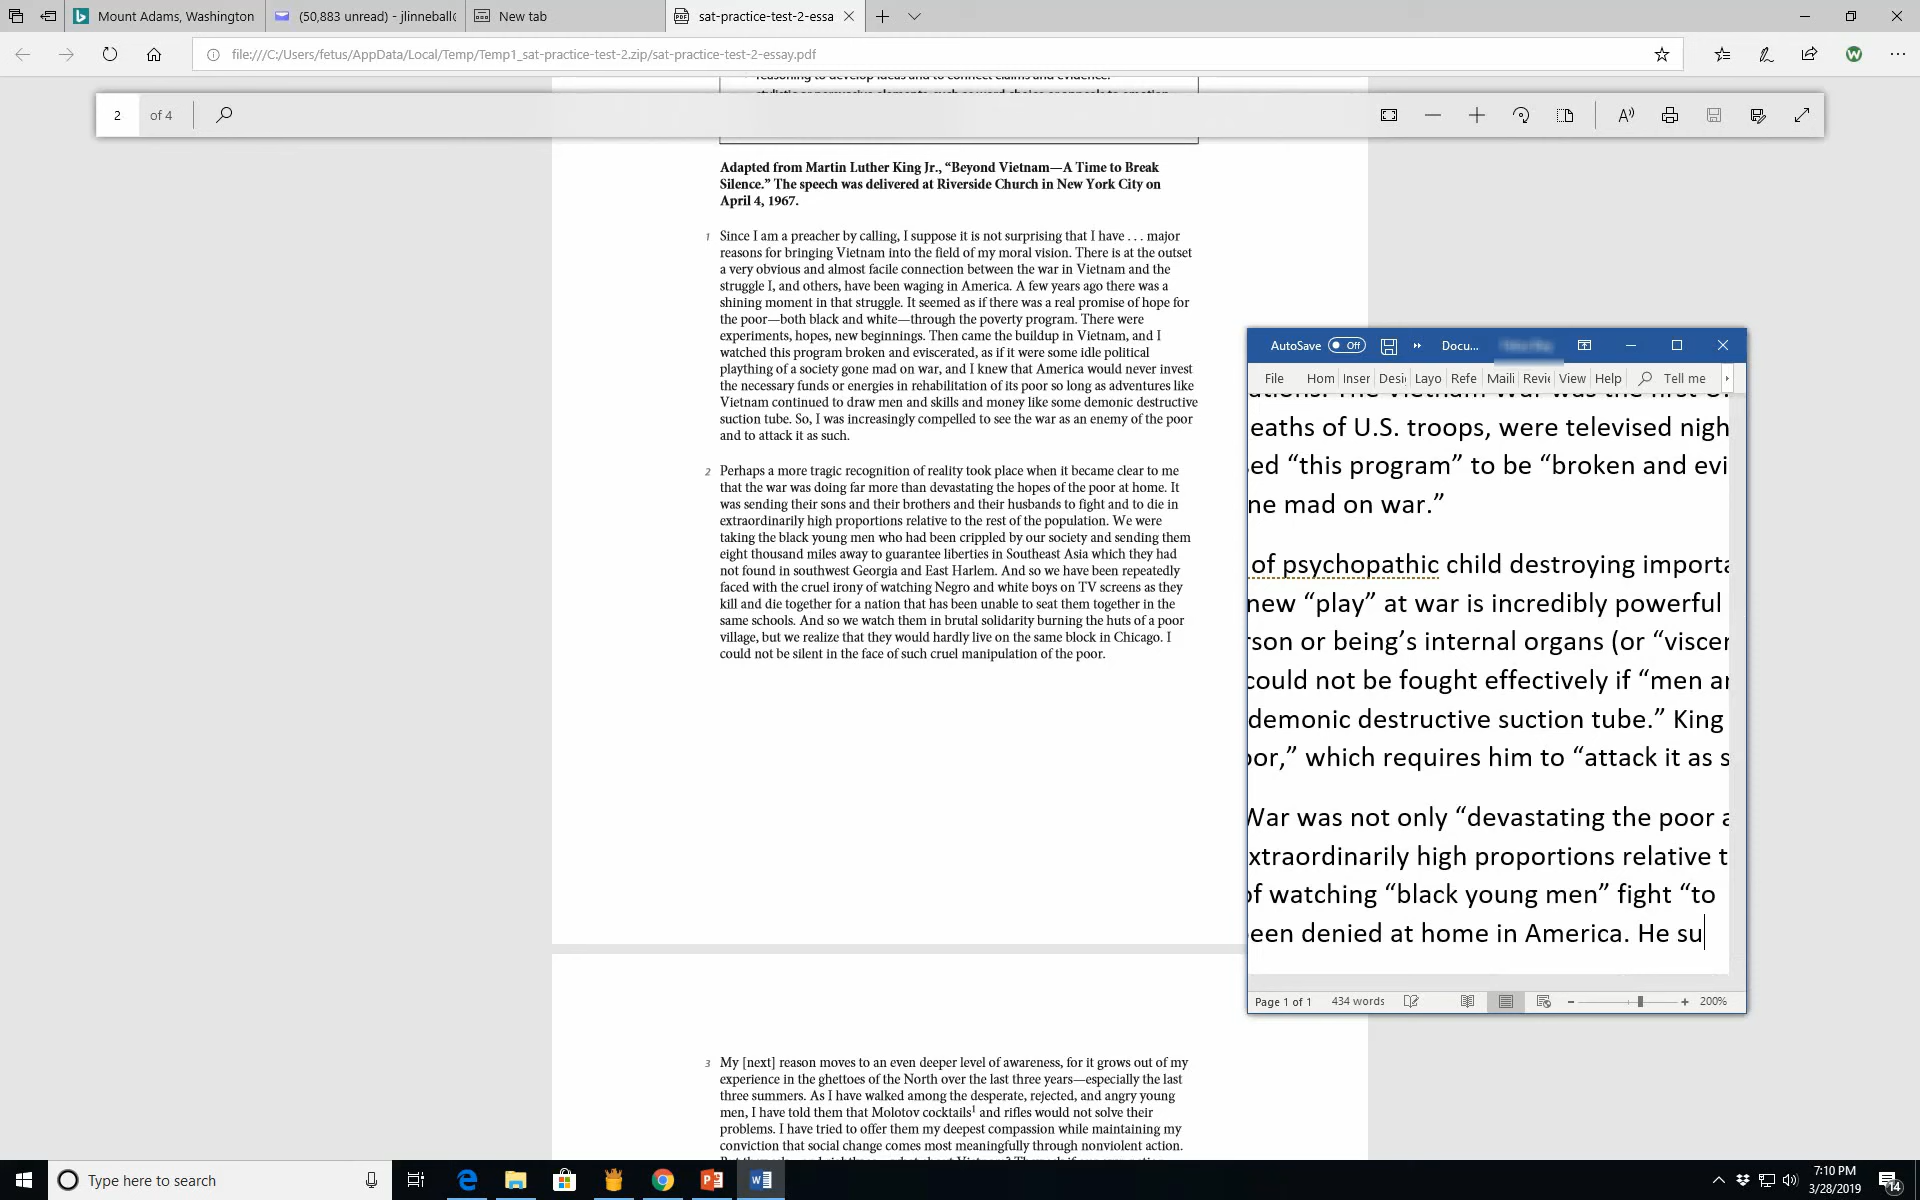 Mount Adams, Washington
(50,883 unread) - jlinneball
New tab
sat-practice-test-2-essa
file:///C:/Users/fetus/AppData/Local/Temp/Temp1_sat-practice-test-2.zip/sat-practice-test-2-essay.pdf
reasoning to develop ideas and to connect claims and evidence.
stylistic or persuasive elements, such as word choice or appeals to emotion,
2 of 4
Adapted from Martin Luther King Jr., “Beyond Vietnam—A Time to Break
Silence.” The speech was delivered at Riverside Church in New York City on
April 4, 1967.
1 Since I am a preacher by calling, I suppose it is not surprising that I have . . . major
reasons for bringing Vietnam into the field of my moral vision. There is at the outset
a very obvious and almost facile connection between the war in Vietnam and the
struggle I, and others, have been waging in America. A few years ago there was a
shining moment in that struggle. It seemed as if there was a real promise of hope for
the poor—both black and white—through the poverty program. There were
experiments, hopes, new beginnings. Then came the buildup in Vietnam, and I
watched this program broken and eviscerated, as if it were some idle political
plaything of a society gone mad on war, and I knew that America would never invest
the necessary funds or energies in rehabilitation of its poor so long as adventures like
Vietnam continued to draw men and skills and money like some demonic destructive
suction tube. So, I was increasingly compelled to see the war as an enemy of the poor
and to attack it as such.
2 Perhaps a more tragic recognition of reality took place when it became clear to me
that the war was doing far more than devastating the hopes of the poor at home. It
was sending their sons and their brothers and their husbands to fight and to die in
extraordinarily high proportions relative to the rest of the population. We were
taking the black young men who had been crippled by our society and sending them
eight thousand miles away to guarantee liberties in Southeast Asia which they had
not found in southwest Georgia and East Harlem. And so we have been repeatedly
faced with the cruel irony of watching Negro and white boys on TV screens as they
kill and die together for a nation that has been unable to seat them together in the
same schools. And so we watch them in brutal solidarity burning the huts of a poor
village, but we realize that they would hardly live on the same block in Chicago. I
could not be silent in the face of such cruel manipulation of the poor.
3 My [next] reason moves to an even deeper level of awareness, for it grows out of my
experience in the ghettoes of the North over the last three years—especially the last
three summers. As I have walked among the desperate, rejected, and angry young
men, I have told them that Molotov cocktails1 and rifles would not solve their
problems. I have tried to offer them my deepest compassion while maintaining my
conviction that social change comes most meaningfully through nonviolent action.
AutoSave Off Docu...
File Hom Inser Desi Layo Refe Maili Revie View Help Tell me
ations. The Vietnam War was the first U.
eaths of U.S. troops, were televised nigh
ed “this program” to be “broken and evi
ne mad on war.”
of psychopathic child destroying importa
new “play” at war is incredibly powerful
rson or being’s internal organs (or “viscer
could not be fought effectively if “men ar
demonic destructive suction tube.” King
oor,” which requires him to “attack it as s
War was not only “devastating the poor a
xtraordinarily high proportions relative t
of watching “black young men” fight “to
een denied at home in America. He su
Page 1 of 1 434 words 200%
Type here to search
7:10 PM
3/28/2019
14